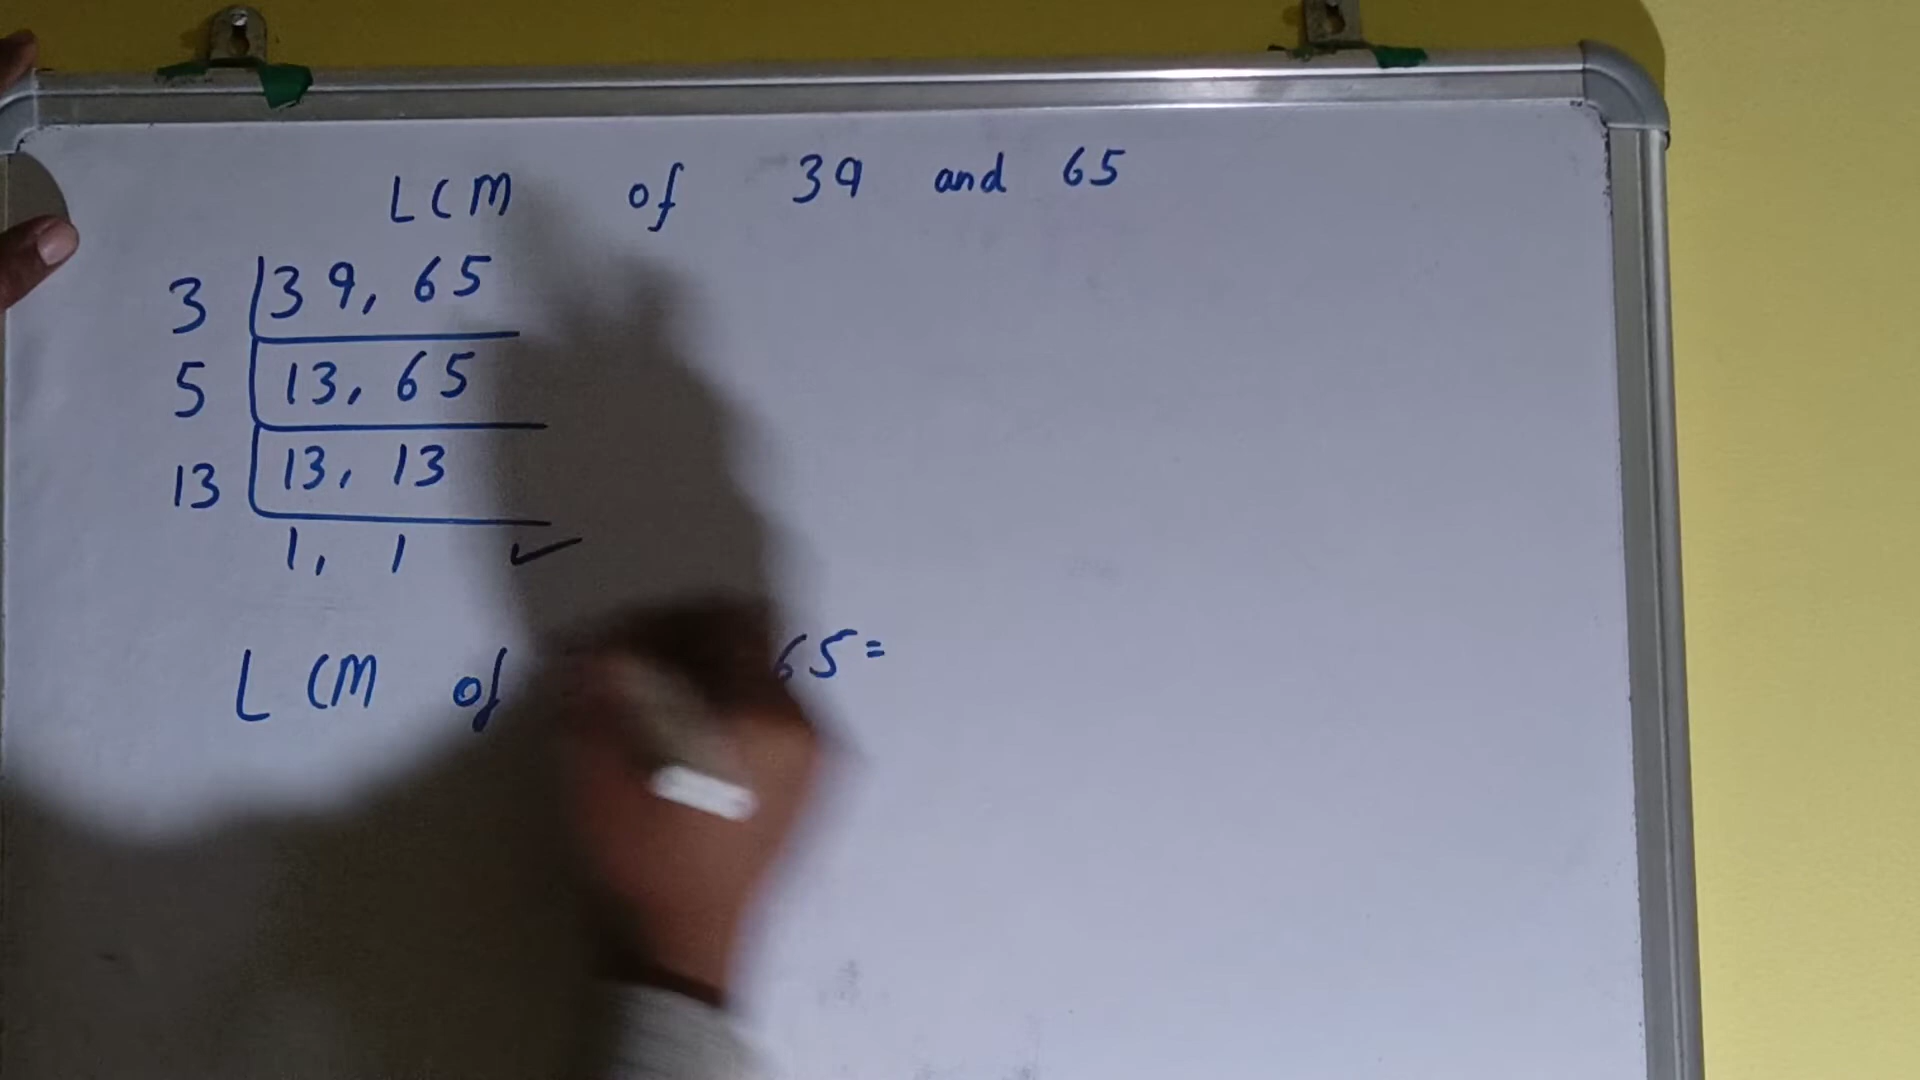 LCM of 39 and 65
3 39, 65
5 13, 65
13 13, 13
1, 1 ✓
LCM of 65=